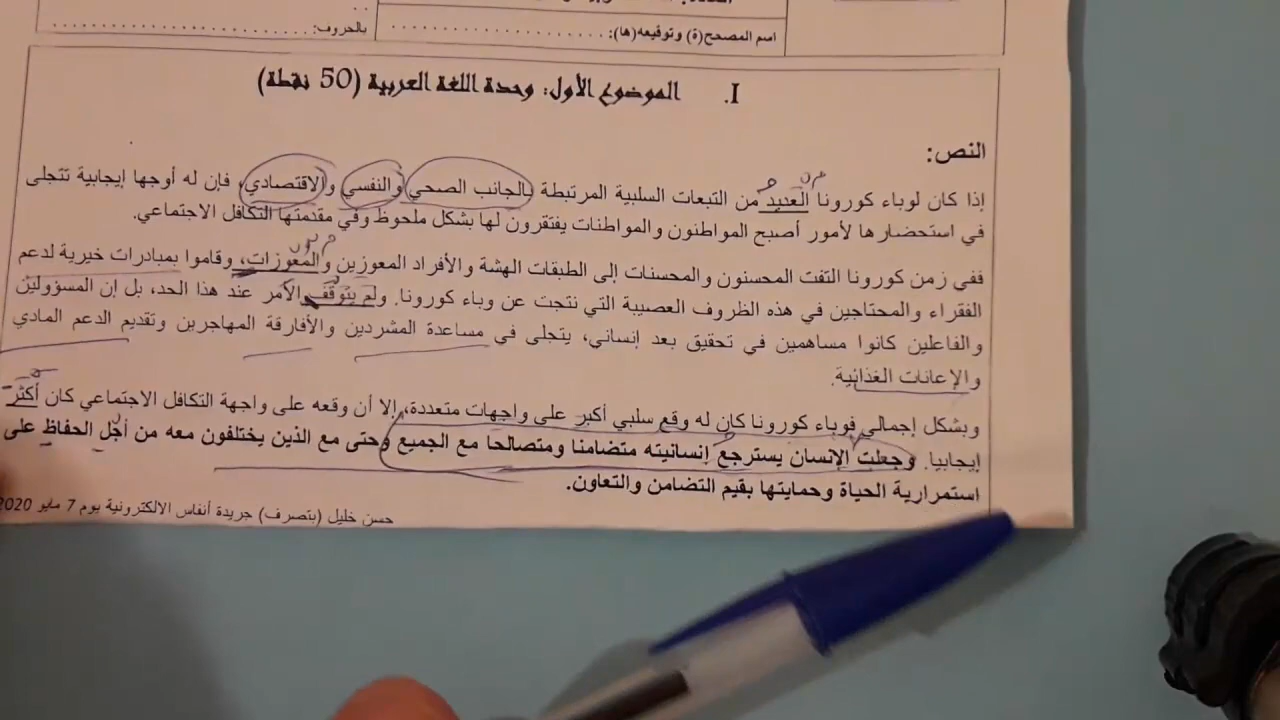 اسم المصحح(ة) وتوقيعه(ها): بالحروف:
I. الموضوع الأول: وحدة اللغة العربية (50 نقطة)
النص:
إذا كان لوباء كورونا العديد من التبعات السلبية المرتبطة بالجانب الصحي والنفسي والاقتصادي، فإن له أوجها إيجابية تتجلى
في استحضارها لأمور أصبح المواطنون والمواطنات يفتقرون لها بشكل ملحوظ وفي مقدمتها التكافل الاجتماعي.
ففي زمن كورونا التفت المحسنون والمحسنات إلى الطبقات الهشة والأفراد المعوزين والمعوزات، وقاموا بمبادرات خيرية لدعم
الفقراء والمحتاجين في هذه الظروف العصيبة التي نتجت عن وباء كورونا. ولم يتوقف الأمر عند هذا الحد، بل إن المسؤولين
والفاعلين كانوا مساهمين في تحقيق بعد إنساني، يتجلى في مساعدة المشردين والأفارقة المهاجرين وتقديم الدعم المادي
والإعانات الغذائية.
وبشكل إجمالي فوباء كورونا كان له وقع سلبي أكبر على واجهات متعددة، إلا أن وقعه على واجهة التكافل الاجتماعي كان أكثر
إيجابيا. وجعلت الإنسان يسترجع إنسانيته متضامنا ومتصالحا مع الجميع وحتى مع الذين يختلفون معه من أجل الحفاظ على
استمرارية الحياة وحمايتها بقيم التضامن والتعاون.
حسن خليل (بتصرف) جريدة أنفاس الالكترونية يوم 7 مايو 2020